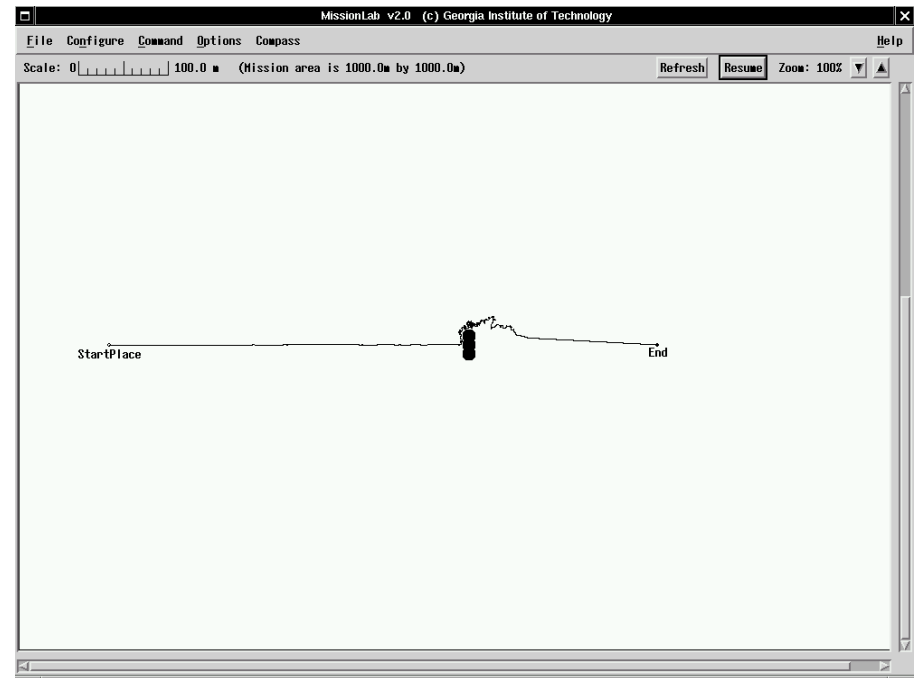 MissionLab v2.0 (c) Georgia Institute of Technology
File Configure Command Options Compass Help
Scale: 0 100.0 m (Mission area is 1000.0m by 1000.0m) Refresh Resume Zoom: 100%
StartPlace
End